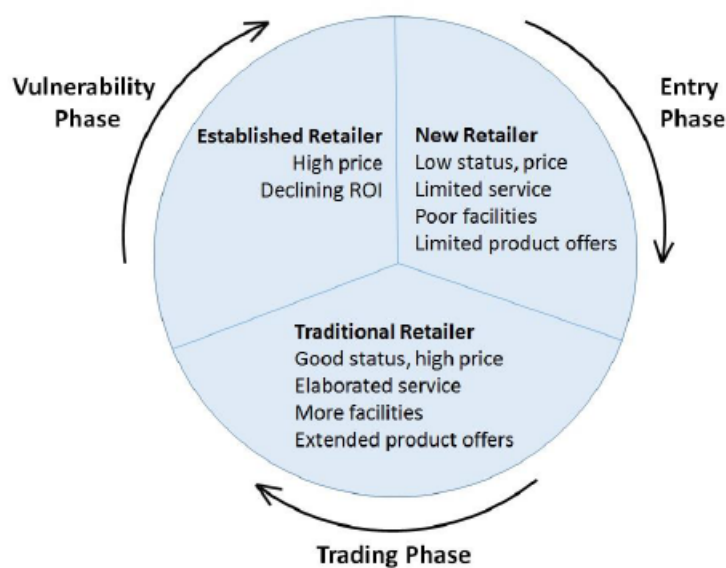 Vulnerability
Phase
Entry
Phase
Established Retailer
High price
Declining ROI
New Retailer
Low status, price
Limited service
Poor facilities
Limited product offers
Traditional Retailer
Good status, high price
Elaborated service
More facilities
Extended product offers
Trading Phase